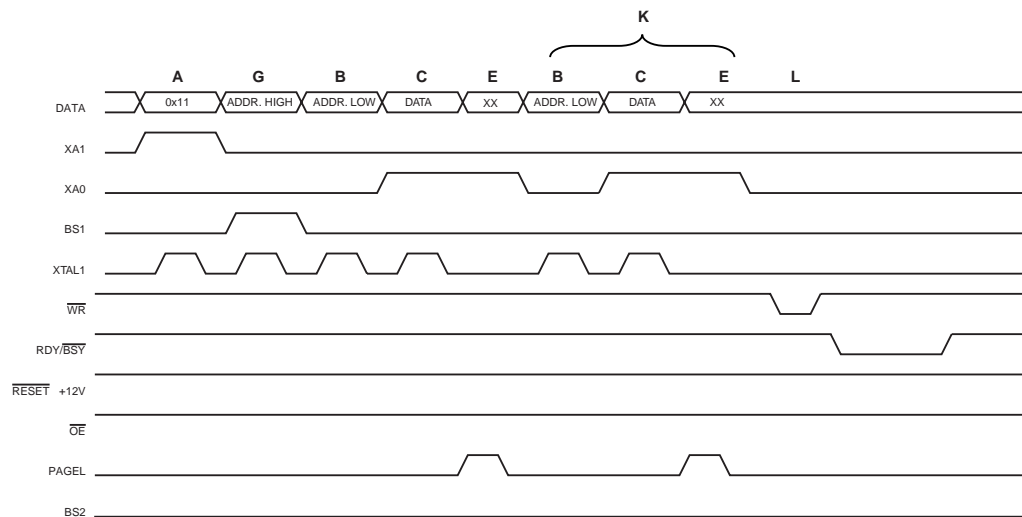 K
A G B C E B C E L
DATA 0x11 ADDR. HIGH ADDR. LOW DATA XX ADDR. LOW DATA XX
XA1
XA0
BS1
XTAL1
WR
RDY/BSY
RESET +12V
OE
PAGEL
BS2